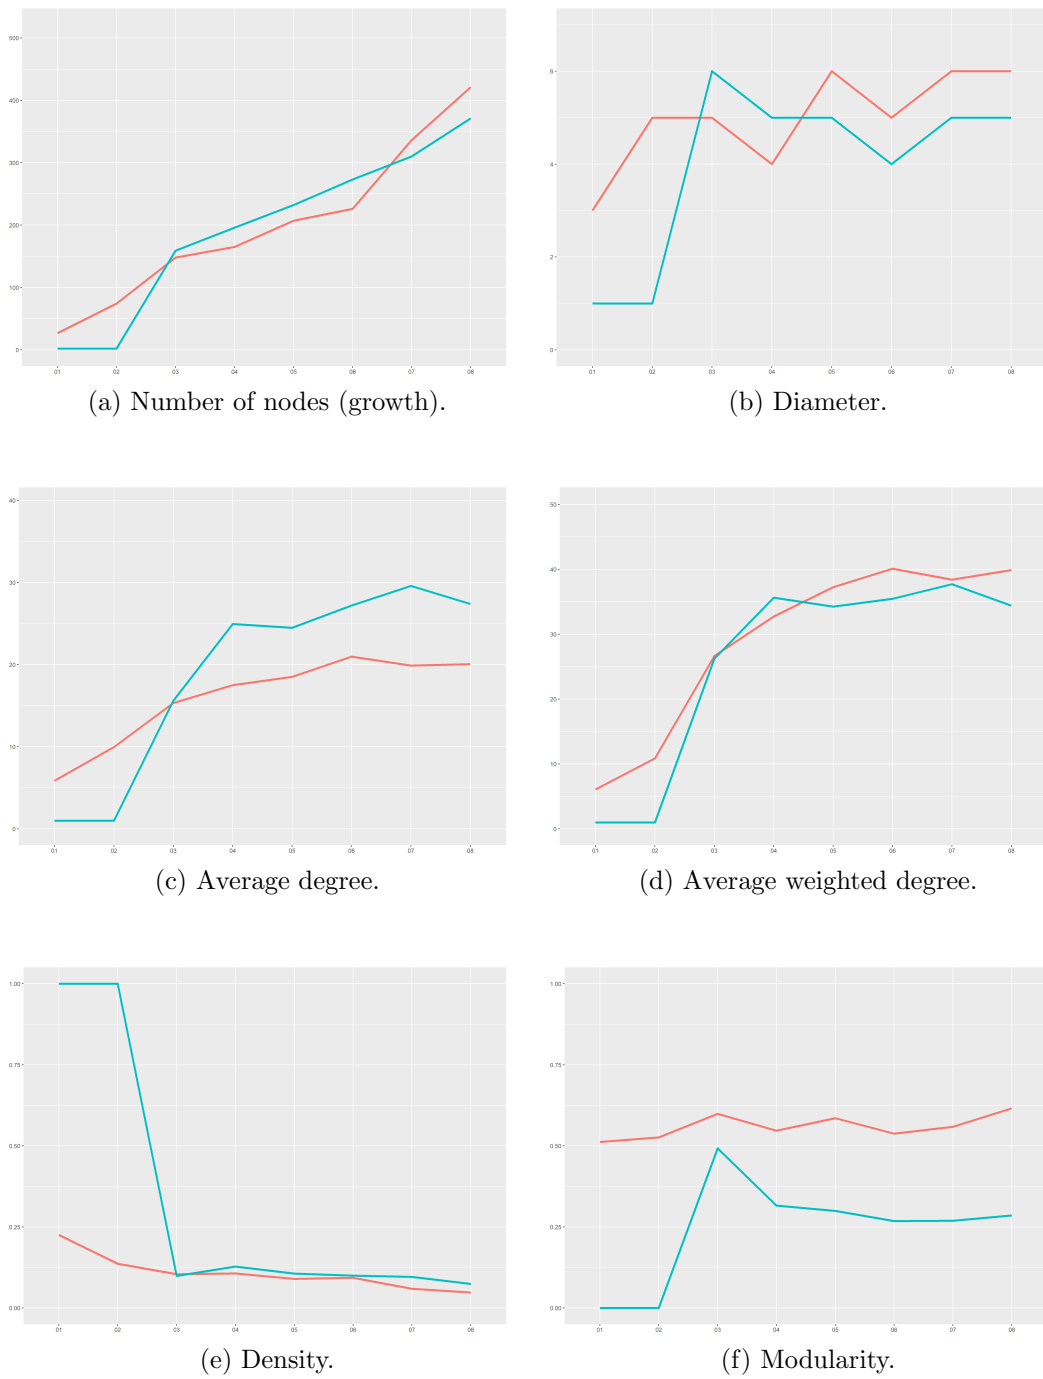 500
400
300
200
100
0
01 02 03 04 05 06 07 08
(a) Number of nodes (growth).
6
4
2
0
01 02 03 04 05 06 07 08
(b) Diameter.
40
30
20
10
0
01 02 03 04 05 06 07 08
(c) Average degree.
50
40
30
20
10
0
01 02 03 04 05 06 07 08
(d) Average weighted degree.
1.00
0.75
0.50
0.25
0.00
01 02 03 04 05 06 07 08
(e) Density.
1.00
0.75
0.50
0.25
0.00
01 02 03 04 05 06 07 08
(f) Modularity.